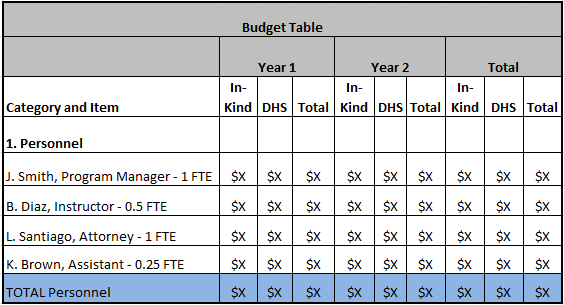 Budget Table
Year 1 Year 2 Total
Category and Item In-Kind DHS Total In-Kind DHS Total In-Kind DHS Total
1. Personnel
J. Smith, Program Manager - 1 FTE $X $X $X $X $X $X $X $X $X
B. Diaz, Instructor - 0.5 FTE $X $X $X $X $X $X $X $X $X
L. Santiago, Attorney - 1 FTE $X $X $X $X $X $X $X $X $X
K. Brown, Assistant - 0.25 FTE $X $X $X $X $X $X $X $X $X
TOTAL Personnel $X $X $X $X $X $X $X $X $X